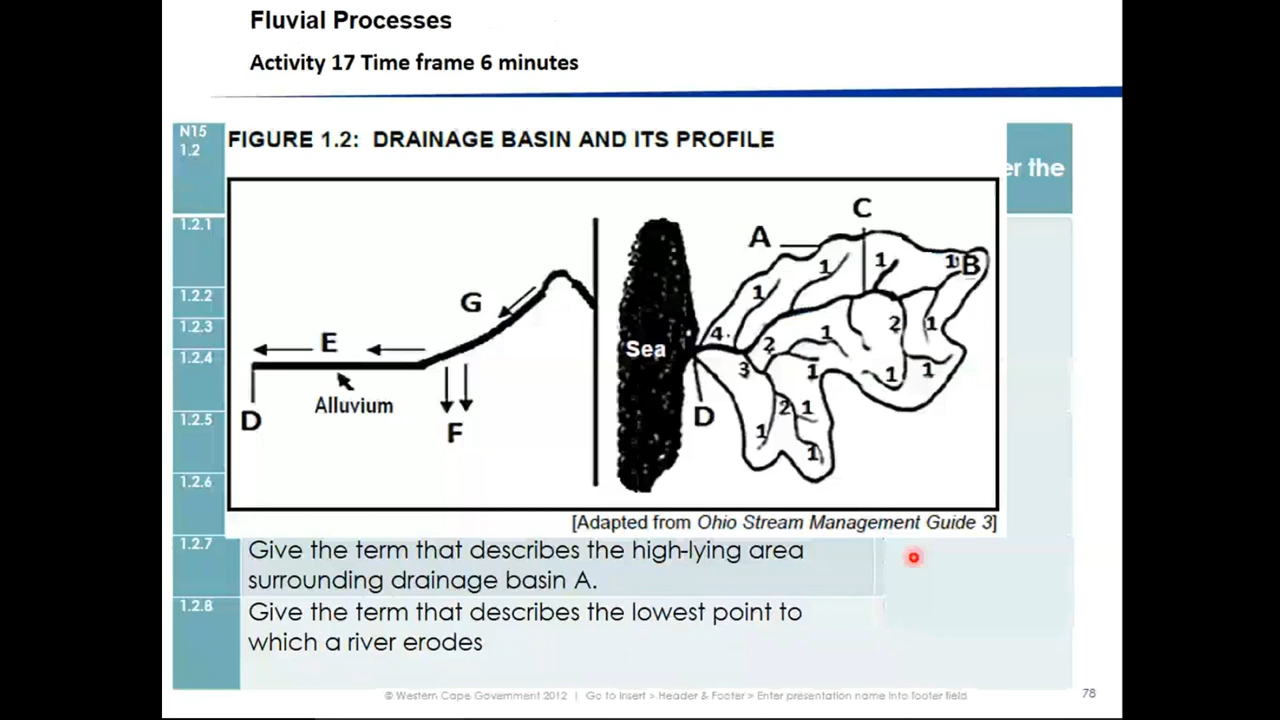 Fluvial Processes
Activity 17 Time frame 6 minutes
N15
1.2
FIGURE 1.2: DRAINAGE BASIN AND ITS PROFILE
er the
1.2.1
1.2.2
1.2.3
1.2.4
1.2.5
1.2.6
G
E
Alluvium
D
F
Sea
A
C
B
1
1
1
1
1
4
2
1
2
1
3
1
1
1
2
1
1
1
D
[Adapted from Ohio Stream Management Guide 3]
1.2.7
Give the term that describes the high-lying area
surrounding drainage basin A.
1.2.8
Give the term that describes the lowest point to
which a river erodes
© Western Cape Government 2012 | Go to Insert > Header & Footer > Enter presentation name into footer field
78